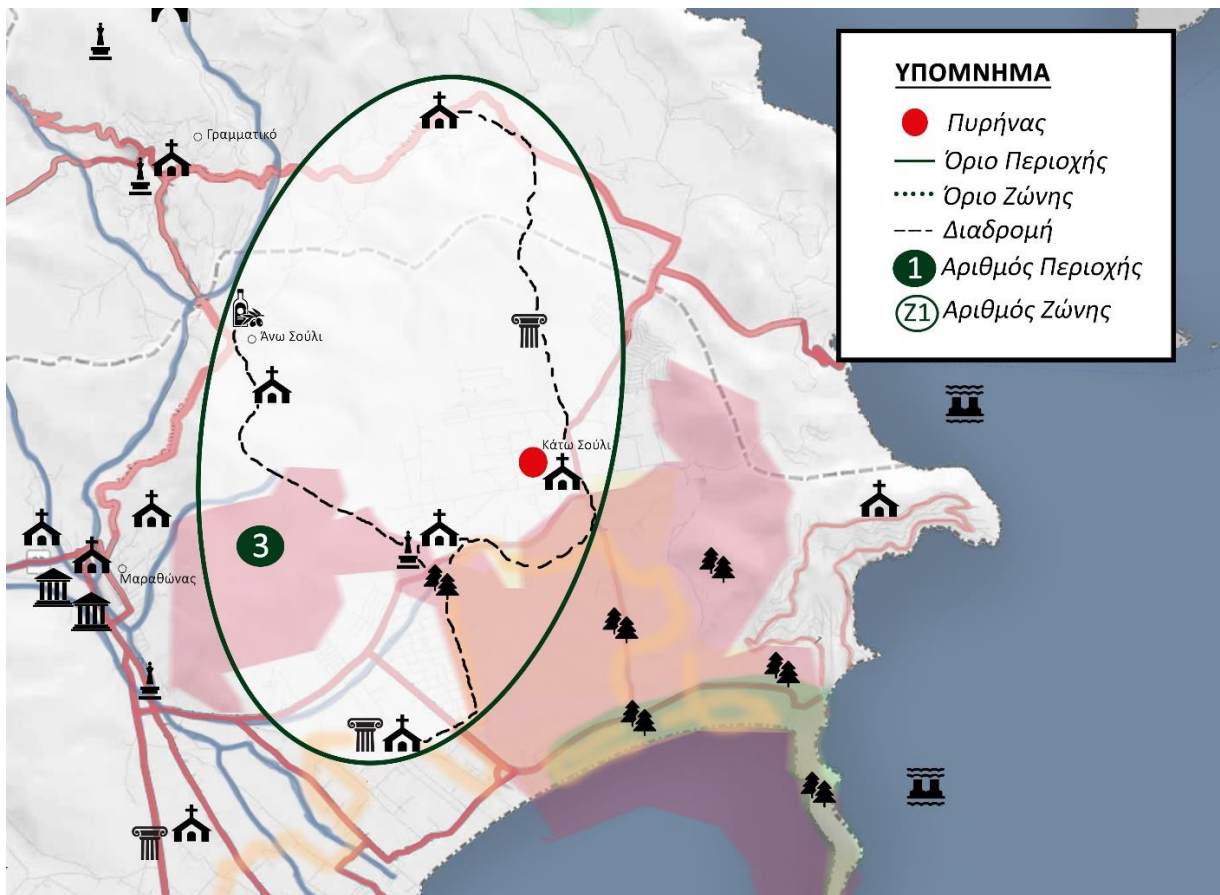 ΥΠΟΜΝΗΜΑ
Πυρήνας
Όριο Περιοχής
Όριο Ζώνης
Διαδρομή
1 Αριθμός Περιοχής
Z1 Αριθμός Ζώνης
Γραμματικό
Άνω Σούλι
Κάτω Σούλι
3
Μαραθώνας